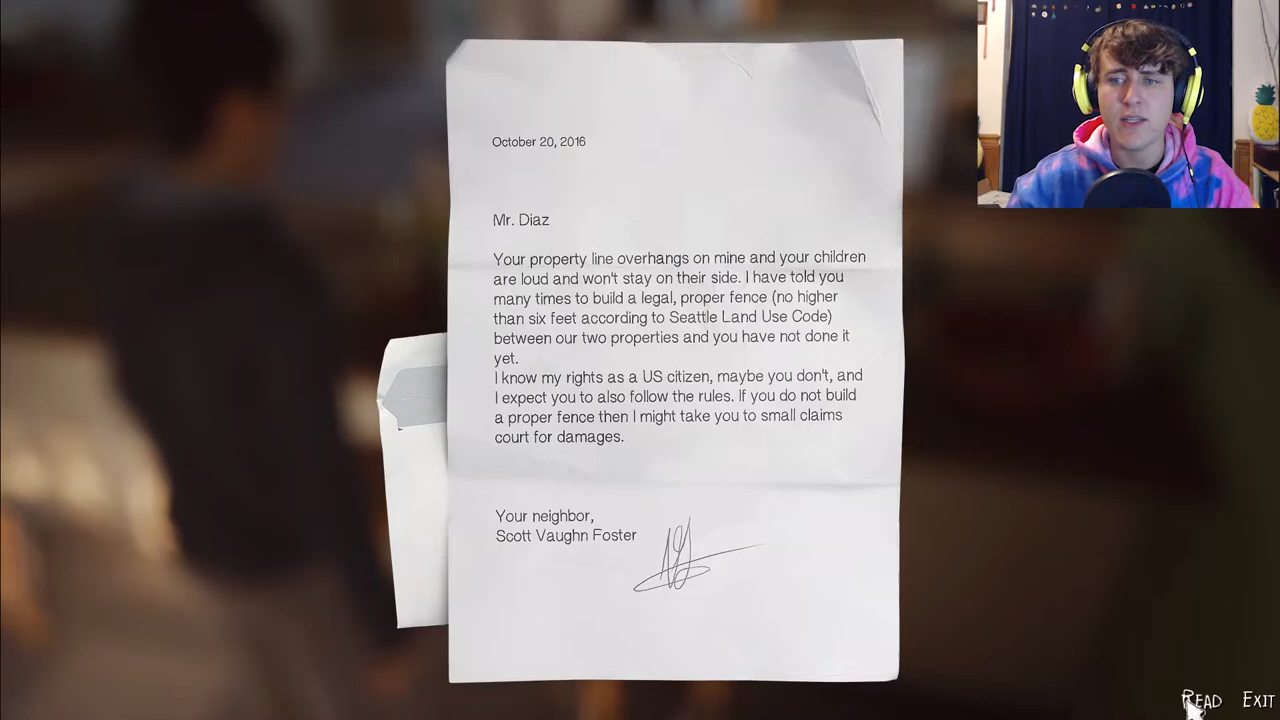 October 20, 2016
Mr. Diaz
Your property line overhangs on mine and your children
are loud and won't stay on their side. I have told you
many times to build a legal, proper fence (no higher
than six feet according to Seattle Land Use Code)
between our two properties and you have not done it
yet.
I know my rights as a US citizen, maybe you don't, and
I expect you to also follow the rules. If you do not build
a proper fence then I might take you to small claims
court for damages.
Your neighbor,
Scott Vaughn Foster
READ EXIT